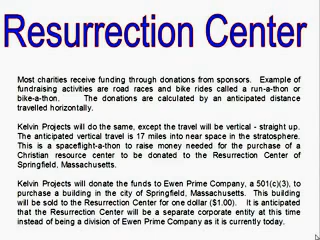 Resurrection Center
Most charities receive funding through donations from sponsors. Example of
fundraising activities are road races and bike rides called a run-a-thon or
bike-a-thon. The donations are calculated by an anticipated distance
travelled horizontally.
Kelvin Projects will do the same, except the travel will be vertical - straight up.
The anticipated vertical travel is 17 miles into near space in the stratosphere.
This is a spaceflight-a-thon to raise money needed for the purchase of a
Christian resource center to be donated to the Resurrection Center of
Springfield, Massachusetts.
Kelvin Projects will donate the funds to Ewen Prime Company, a 501(c)(3), to
purchase a building in the city of Springfield, Massachusetts. This building
will be sold to the Resurrection Center for one dollar ($1.00). It is anticipated
that the Resurrection Center will be a separate corporate entity at this time
instead of being a division of Ewen Prime Company as it is currently today.